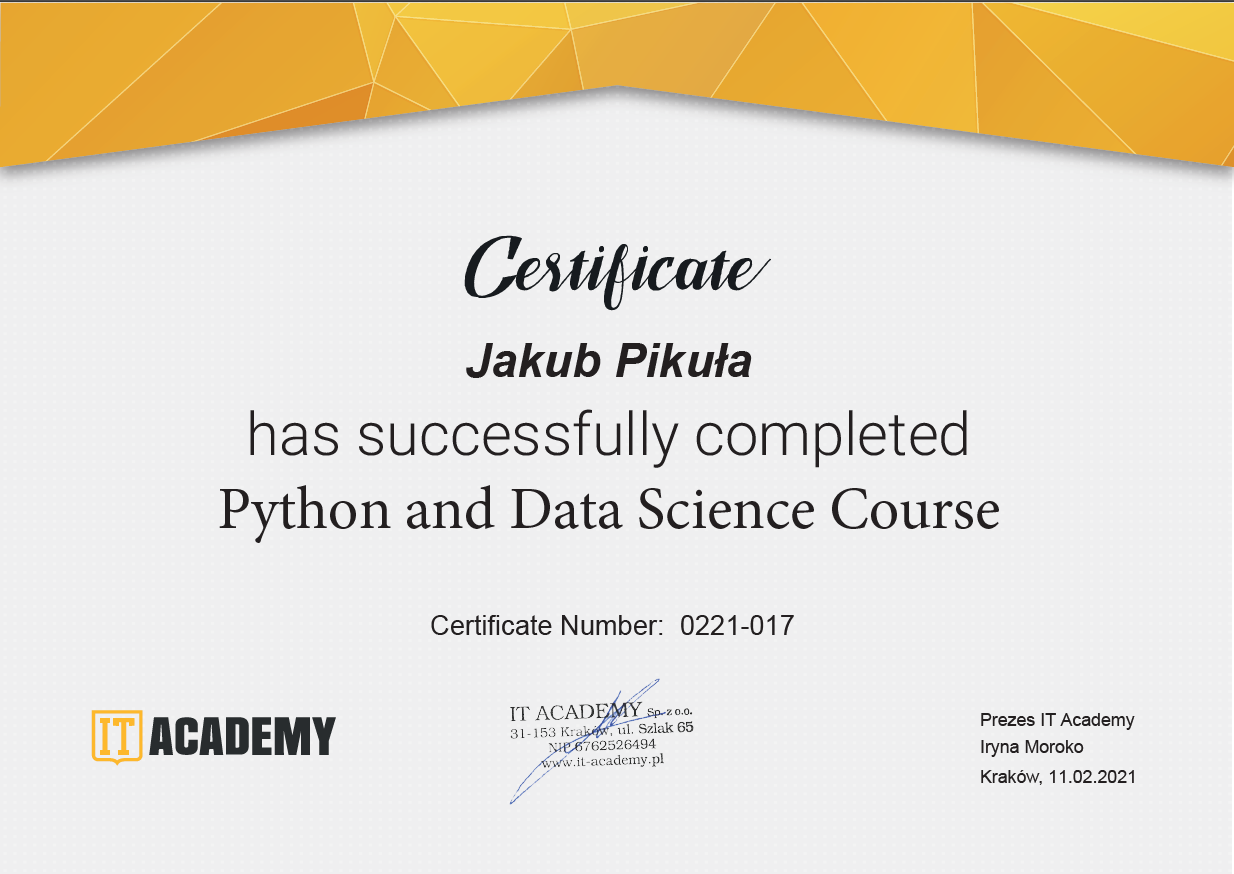 Certificate
Jakub Pikuła
has successfully completed
Python and Data Science Course
Certificate Number: 0221-017
IT ACADEMY
IT ACADEMY Sp. z o.o.
31-153 Kraków, ul. Szlak 65
NIP 6762526494
www.it-academy.pl
Prezes IT Academy
Iryna Moroko
Kraków, 11.02.2021